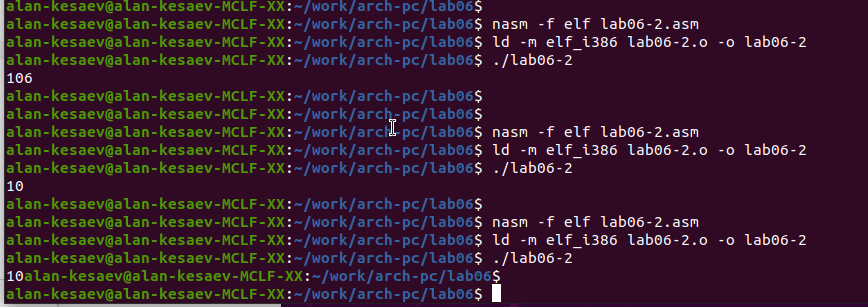 alan-kesaev@alan-kesaev-MCLF-XX:~/work/arch-pc/lab06$
alan-kesaev@alan-kesaev-MCLF-XX:~/work/arch-pc/lab06$ nasm -f elf lab06-2.asm
alan-kesaev@alan-kesaev-MCLF-XX:~/work/arch-pc/lab06$ ld -m elf_i386 lab06-2.o -o lab06-2
alan-kesaev@alan-kesaev-MCLF-XX:~/work/arch-pc/lab06$ ./lab06-2
106
alan-kesaev@alan-kesaev-MCLF-XX:~/work/arch-pc/lab06$
alan-kesaev@alan-kesaev-MCLF-XX:~/work/arch-pc/lab06$
alan-kesaev@alan-kesaev-MCLF-XX:~/work/arch-pc/lab06$ nasm -f elf lab06-2.asm
alan-kesaev@alan-kesaev-MCLF-XX:~/work/arch-pc/lab06$ ld -m elf_i386 lab06-2.o -o lab06-2
alan-kesaev@alan-kesaev-MCLF-XX:~/work/arch-pc/lab06$ ./lab06-2
10
alan-kesaev@alan-kesaev-MCLF-XX:~/work/arch-pc/lab06$
alan-kesaev@alan-kesaev-MCLF-XX:~/work/arch-pc/lab06$ nasm -f elf lab06-2.asm
alan-kesaev@alan-kesaev-MCLF-XX:~/work/arch-pc/lab06$ ld -m elf_i386 lab06-2.o -o lab06-2
alan-kesaev@alan-kesaev-MCLF-XX:~/work/arch-pc/lab06$ ./lab06-2
10alan-kesaev@alan-kesaev-MCLF-XX:~/work/arch-pc/lab06$
alan-kesaev@alan-kesaev-MCLF-XX:~/work/arch-pc/lab06$